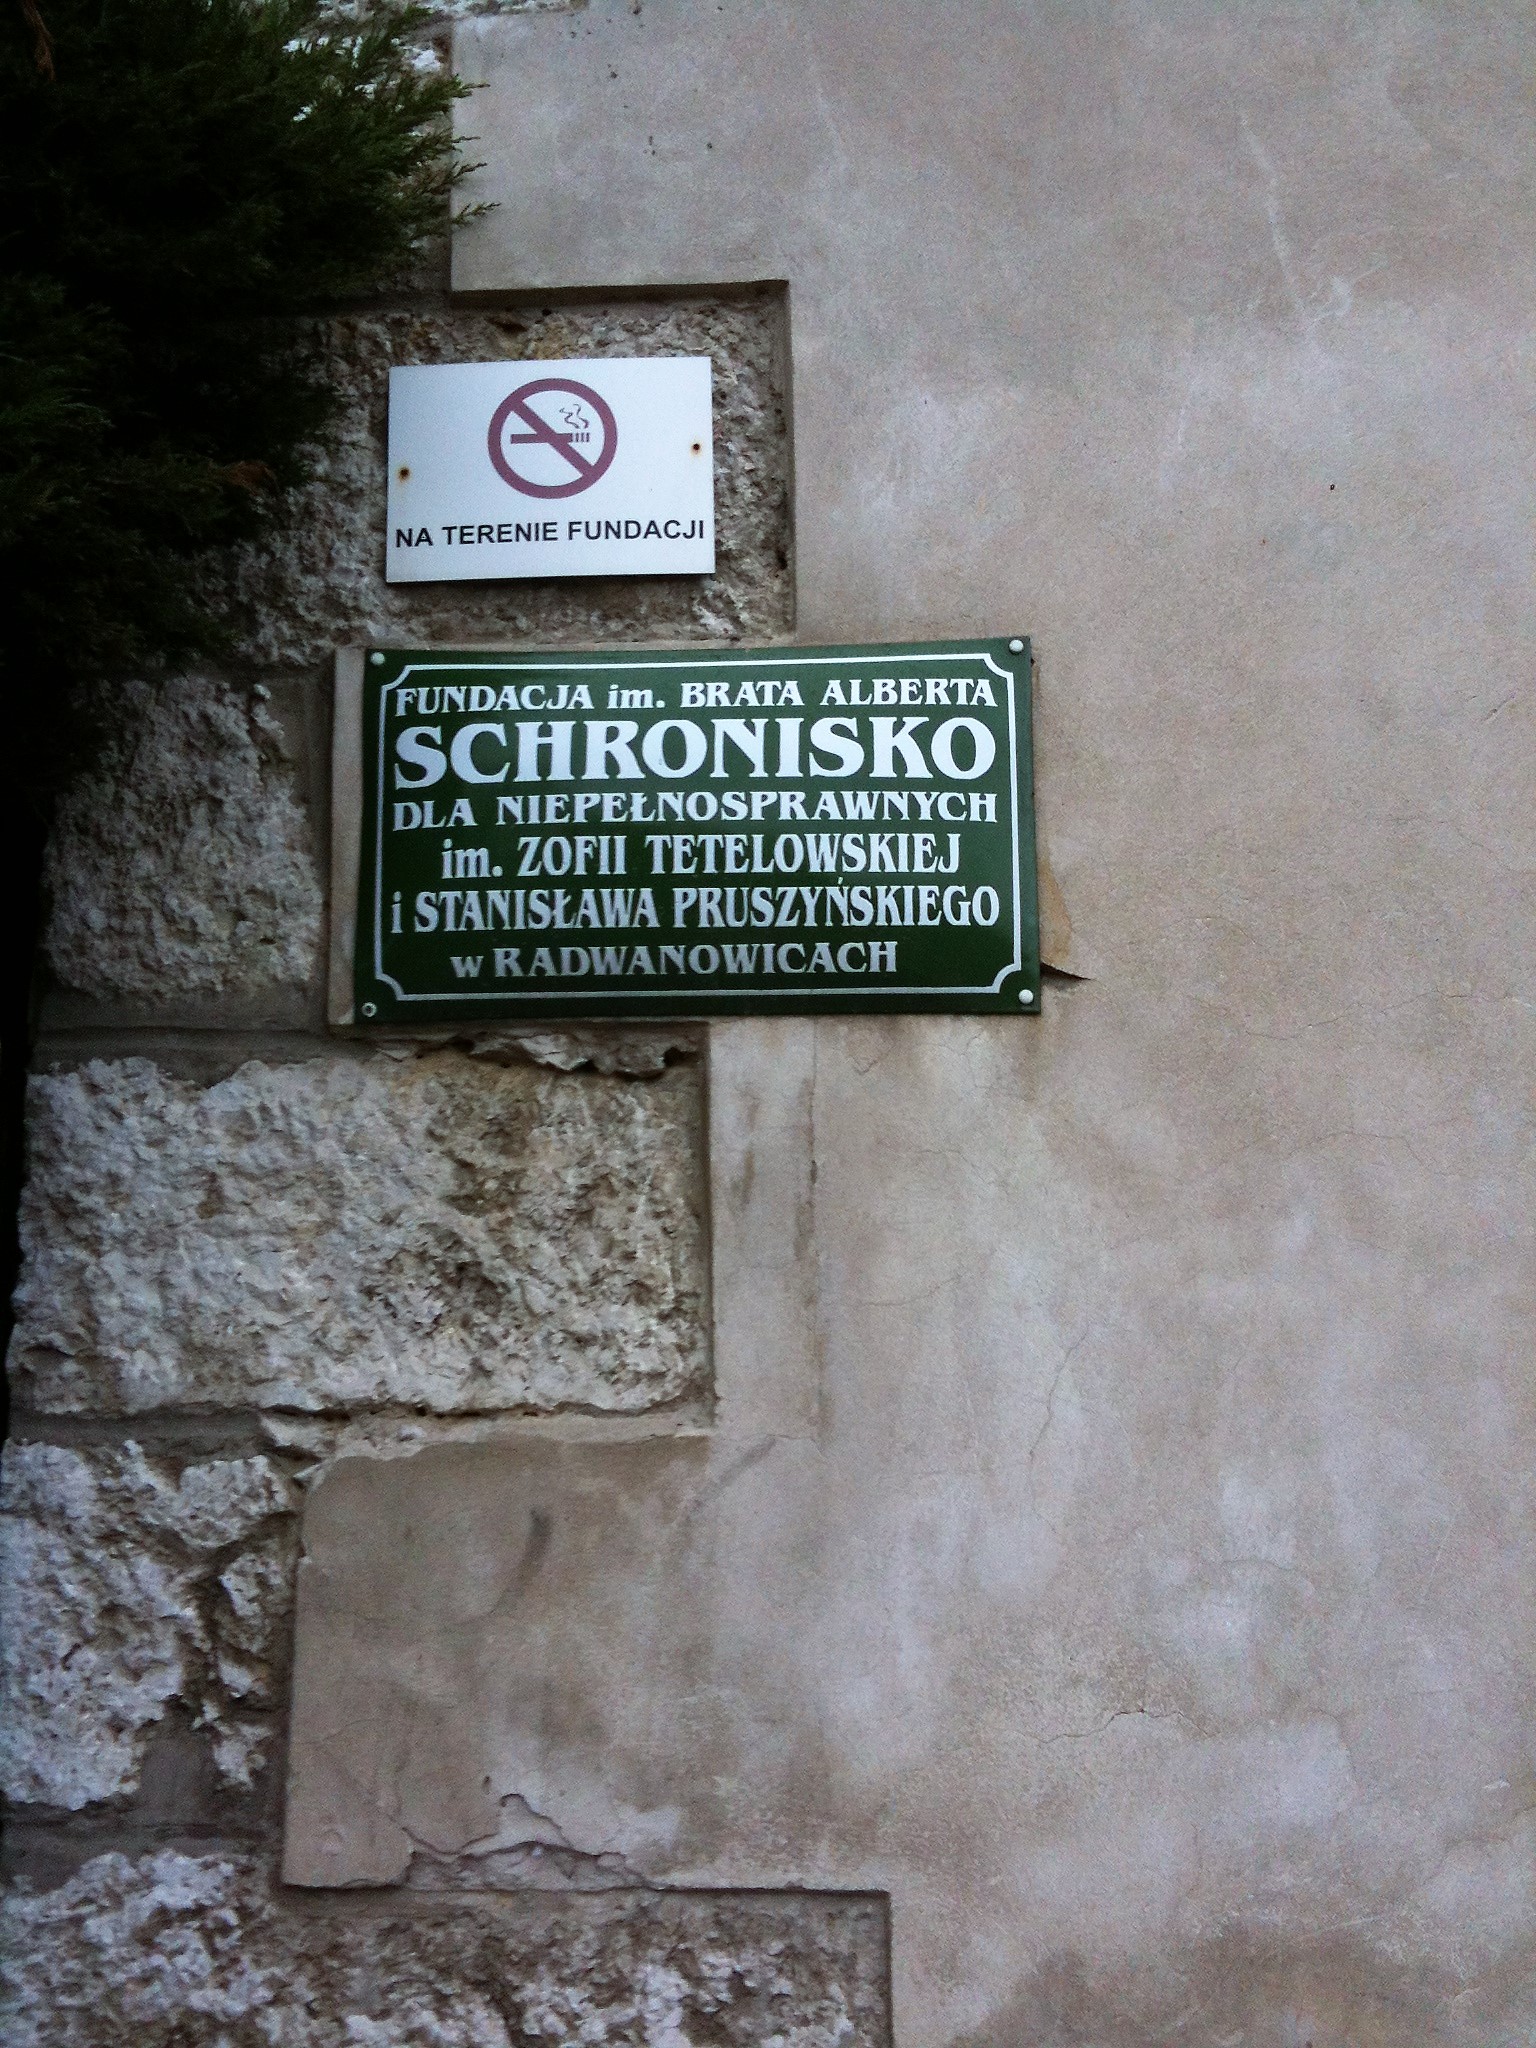 NA TERENIE FUNDACJI
FUNDACJA im. BRATA ALBERTA
SCHRONISKO
DLA NIEPEŁNOSPRAWNYCH
im. ZOFII TETELOWSKIEJ
i STANISŁAWA PRUSZYŃSKIEGO
w RADWANOWICACH